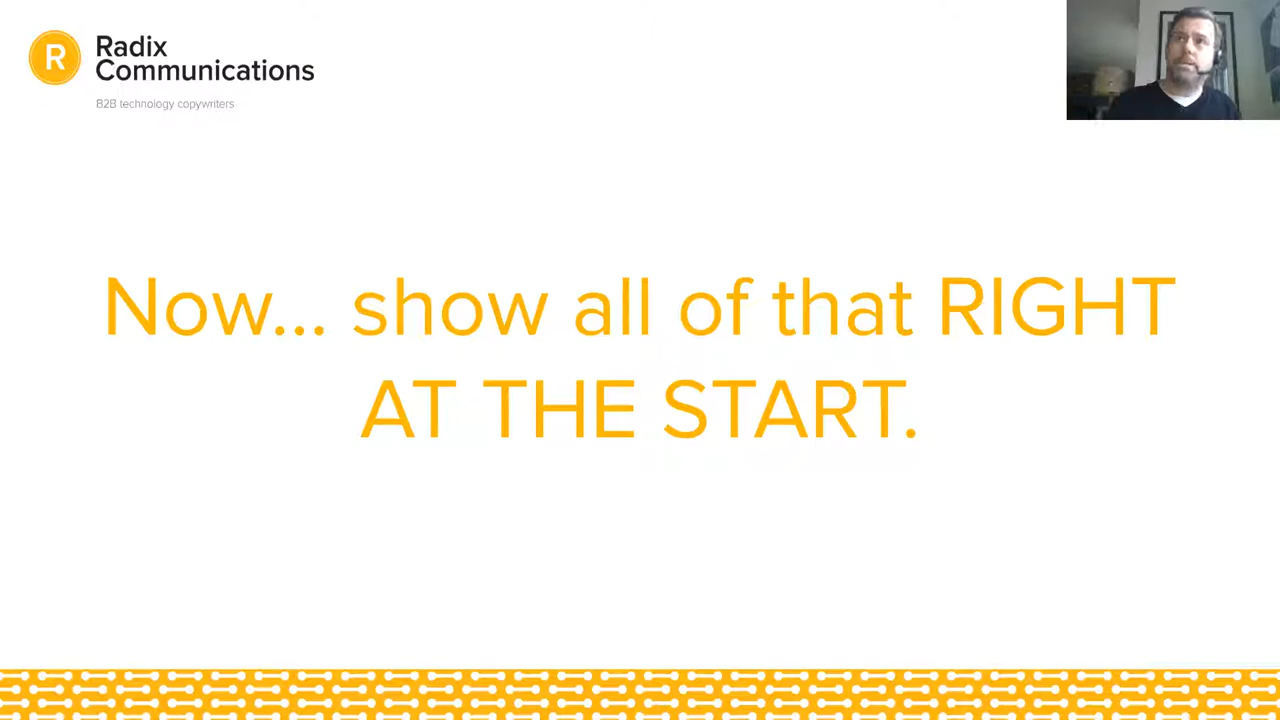 R
Radix
Communications
B2B technology copywriters
Now... show all of that RIGHT
AT THE START.